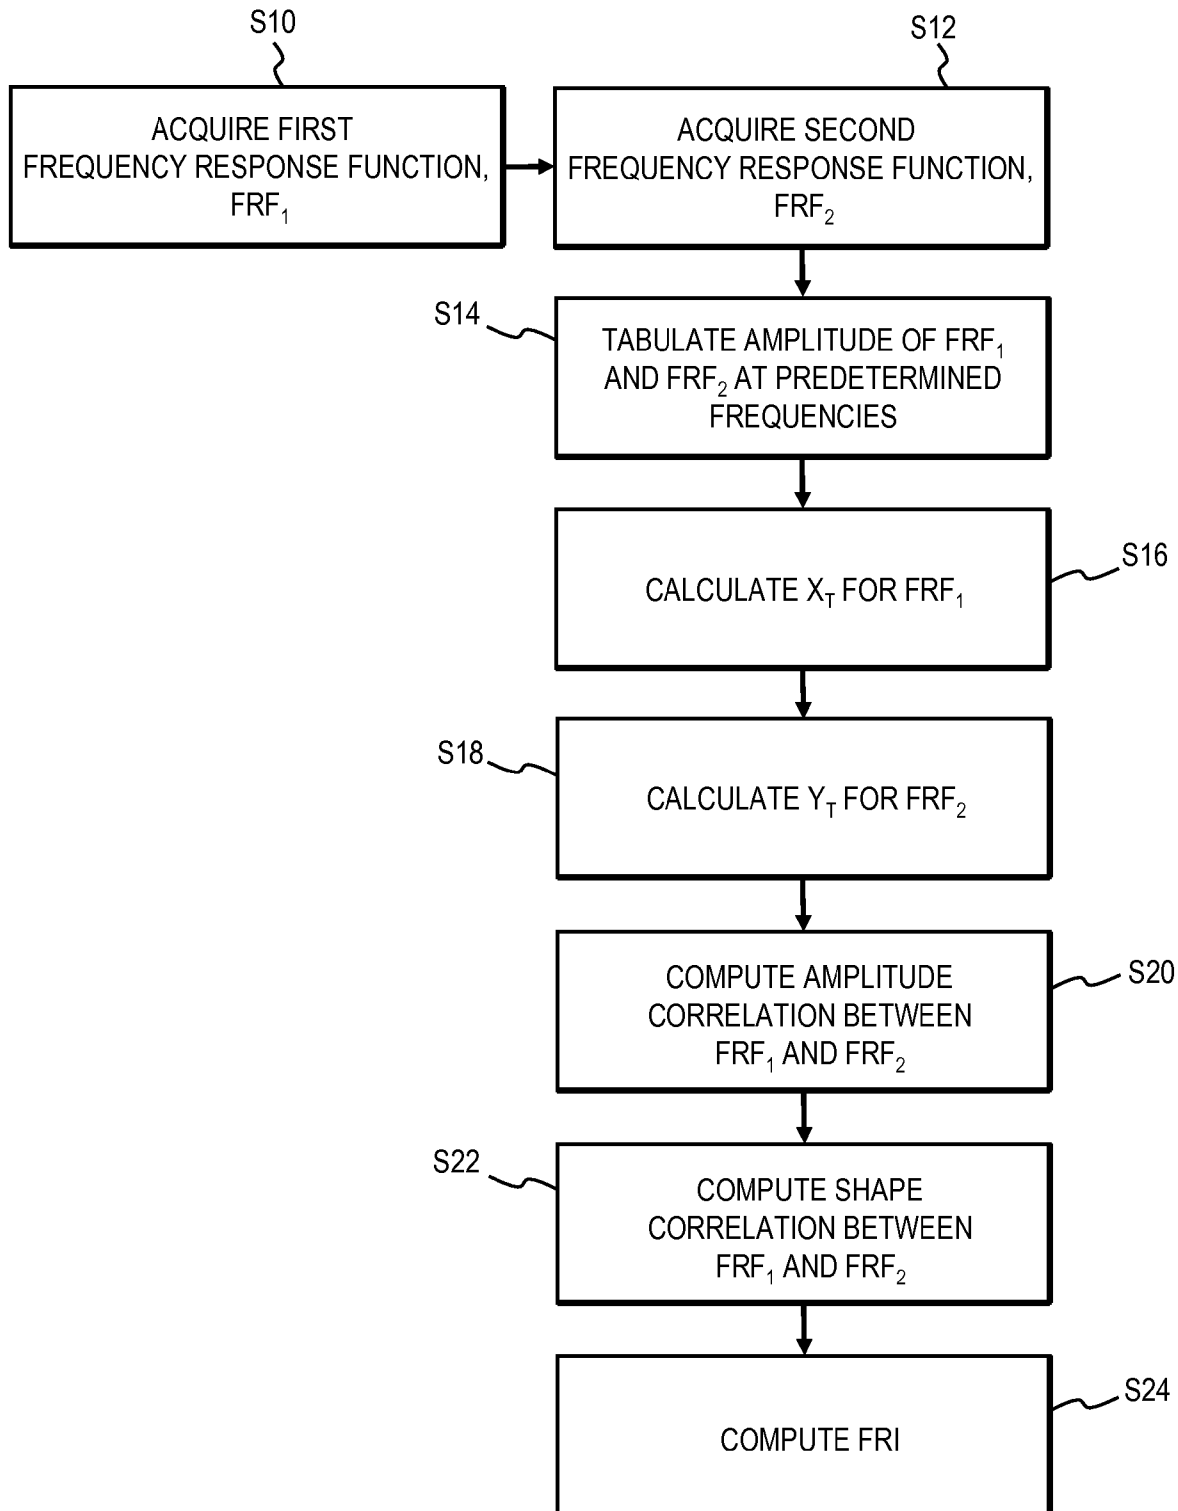 S10
ACQUIRE FIRST
FREQUENCY RESPONSE FUNCTION,
FRF₁
S12
ACQUIRE SECOND
FREQUENCY RESPONSE FUNCTION,
FRF₂
S14
TABULATE AMPLITUDE OF FRF₁
AND FRF₂ AT PREDETERMINED
FREQUENCIES
S16
CALCULATE X_T FOR FRF₁
S18
CALCULATE Y_T FOR FRF₂
S20
COMPUTE AMPLITUDE
CORRELATION BETWEEN
FRF₁ AND FRF₂
S22
COMPUTE SHAPE
CORRELATION BETWEEN
FRF₁ AND FRF₂
S24
COMPUTE FRI